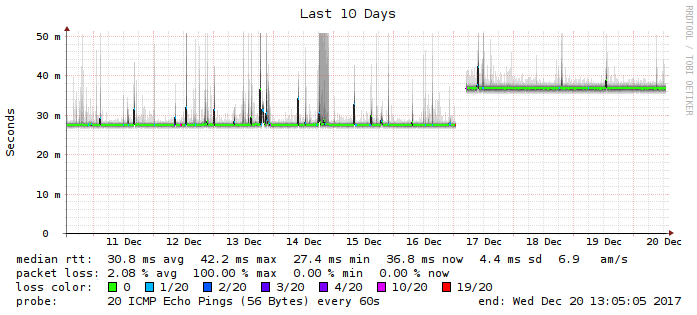 Last 10 Days
RRDTOOL / TOBI OETIKER
Seconds
50 m
40 m
30 m
20 m
10 m
0
11 Dec 12 Dec 13 Dec 14 Dec 15 Dec 16 Dec 17 Dec 18 Dec 19 Dec 20 Dec
median rtt: 30.8 ms avg 42.2 ms max 27.4 ms min 36.8 ms now 4.4 ms sd 6.9 am/s
packet loss: 2.08 % avg 100.00 % max 0.00 % min 0.00 % now
loss color: 0 1/20 2/20 3/20 4/20 10/20 19/20
probe: 20 ICMP Echo Pings (56 Bytes) every 60s end: Wed Dec 20 13:05:05 2017